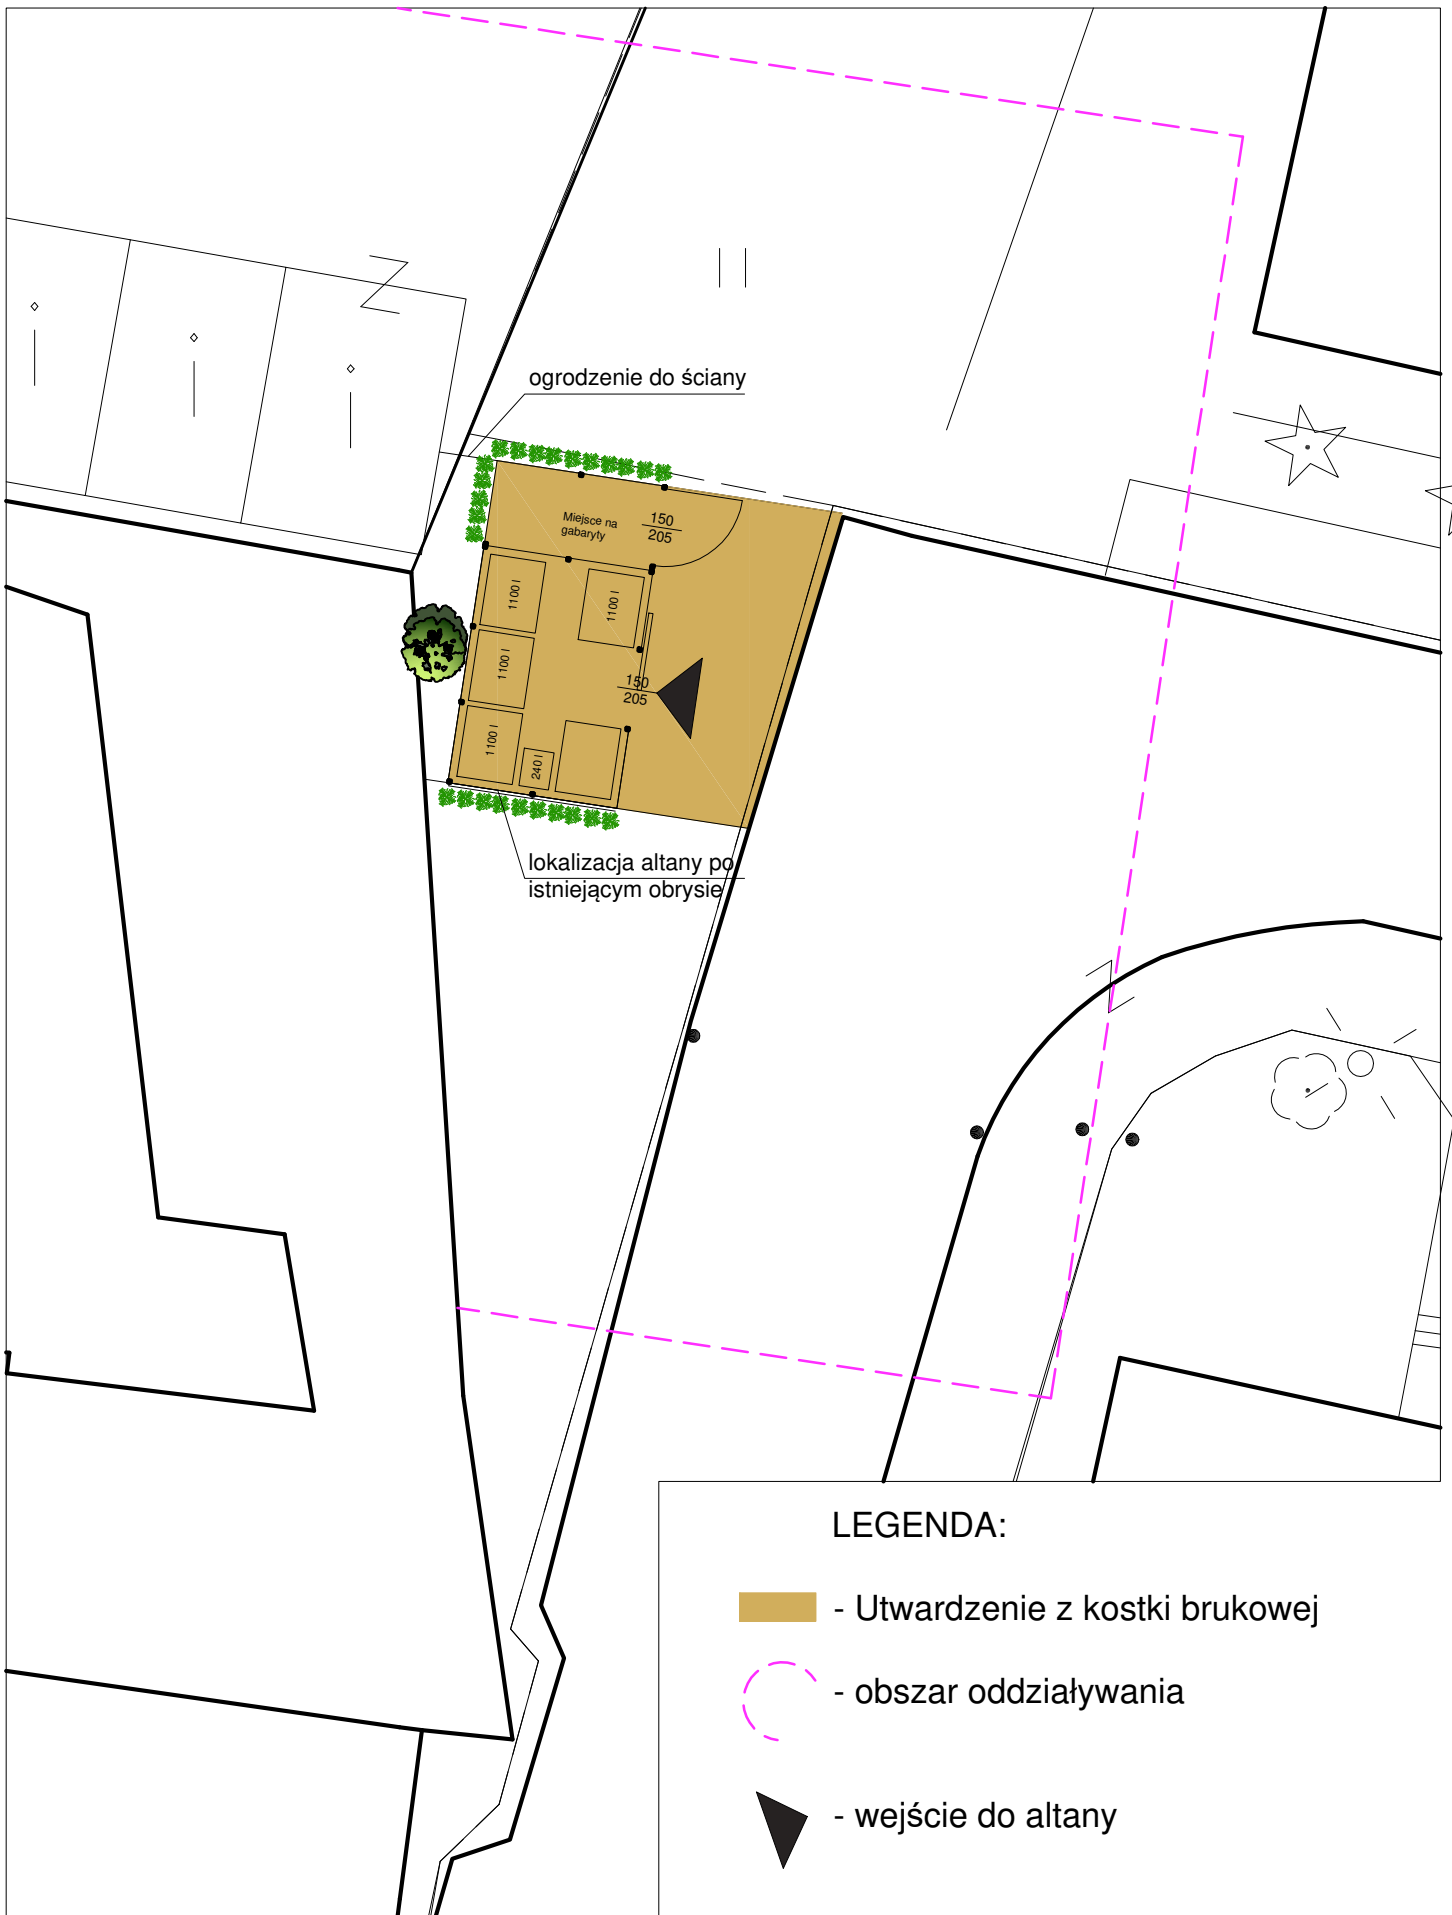 ogrodzenie do ściany
Miejsce na
gabaryty
150
205
1100 l
1100 l
1100 l
150
205
1100 l
240 l
lokalizacja altany po
istniejącym obrysie
LEGENDA:
- Utwardzenie z kostki brukowej
- obszar oddziaływania
- wejście do altany